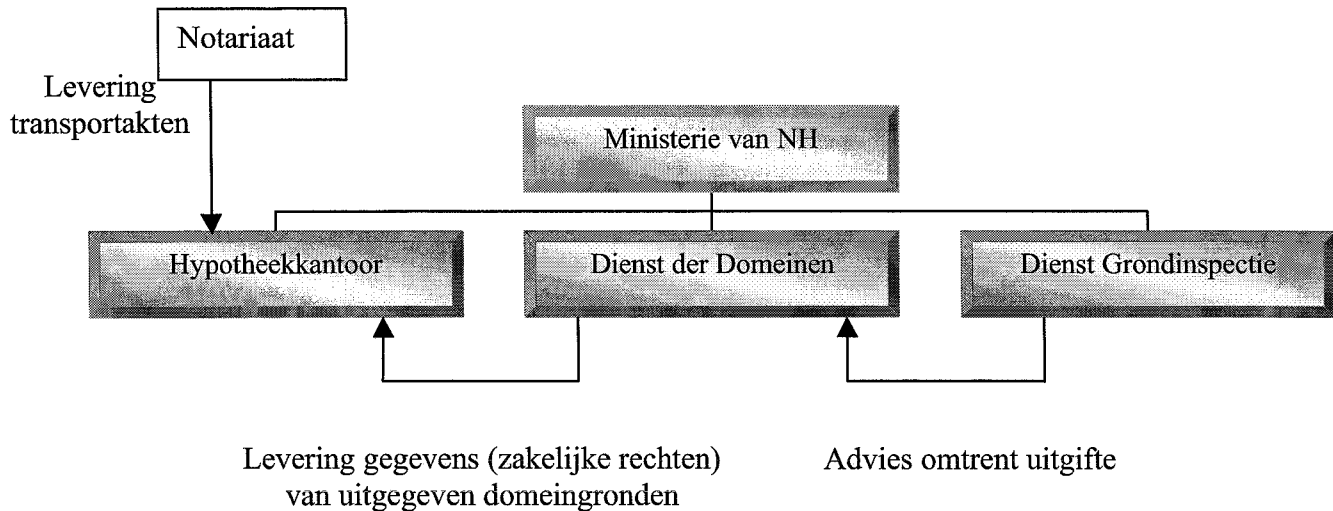 Notariaat
Levering
transportakten
Ministerie van NH
Hypotheekkantoor
Dienst der Domeinen
Dienst Grondinspectie
Levering gegevens (zakelijke rechten)
van uitgegeven domeingronden
Advies omtrent uitgifte